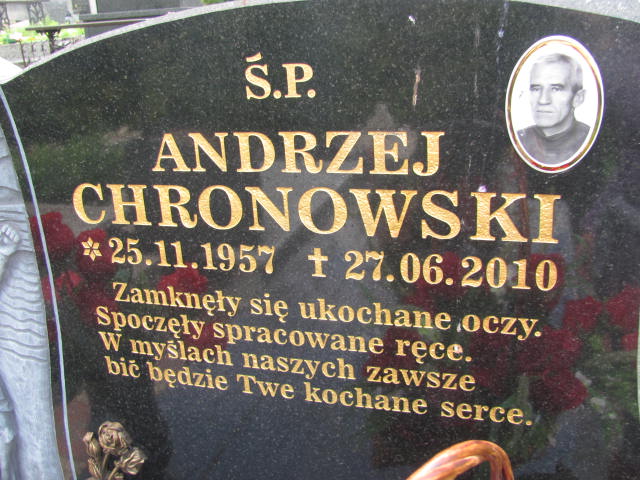 Ś.P.
ANDRZEJ
CHRONOWSKI
25.11.1957 † 27.06.2010
Zamknęły się ukochane oczy.
Spoczęły spracowane ręce.
W myślach naszych zawsze
bić będzie Twe kochane serce.